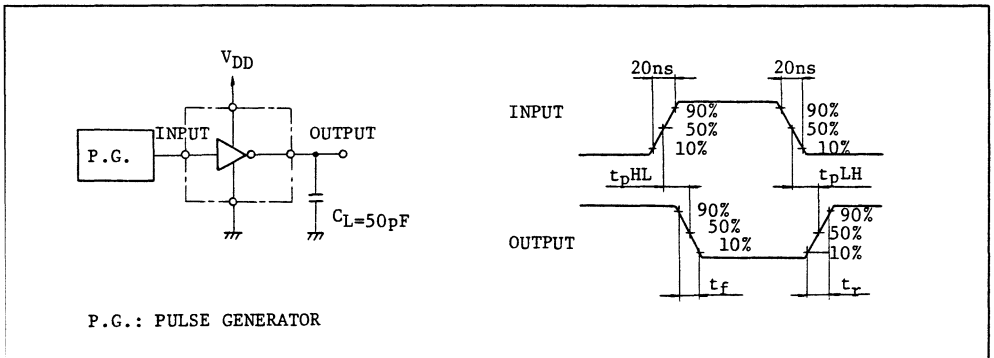 VDD
INPUT
OUTPUT
P.G.
CL=50pF
P.G.: PULSE GENERATOR
20ns
20ns
INPUT
90%
50%
10%
90%
50%
10%
tpHL
tpLH
OUTPUT
90%
50%
10%
90%
50%
10%
tf
tr